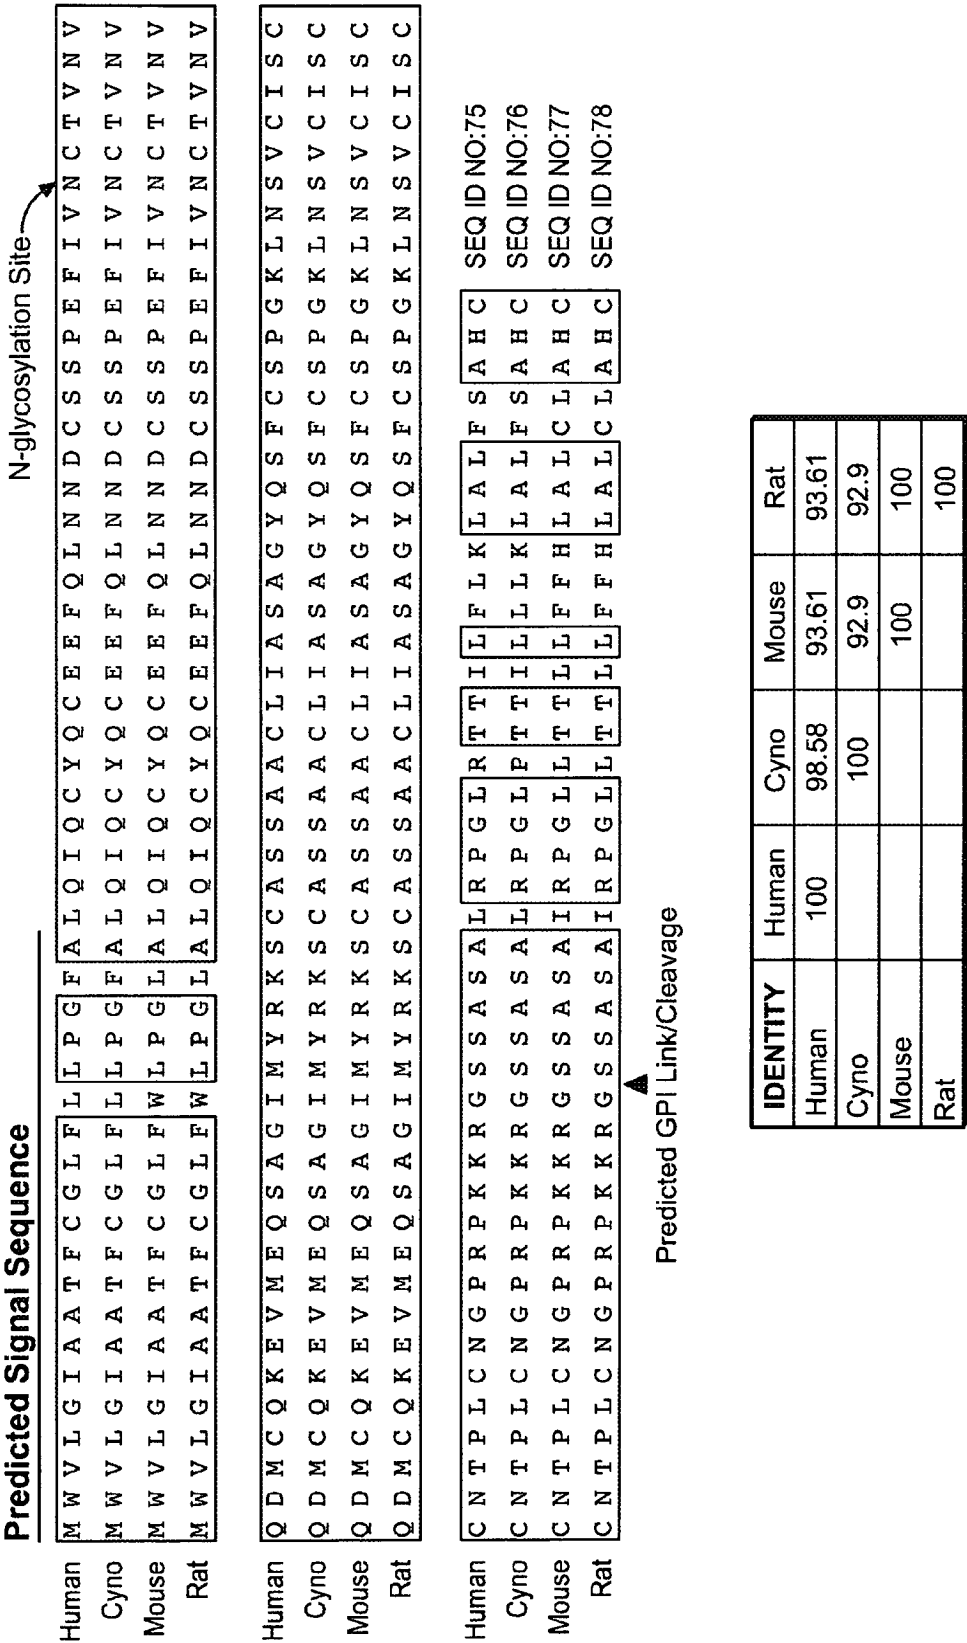 Predicted Signal Sequence
N-glycosylation Site
Human M W V L G I A A T F C G L F L L P G F A L Q I Q C Y Q C E E F Q L N N D C S S P E F I V N C T V N V
Cyno M W V L G I A A T F C G L F L L P G F A L Q I Q C Y Q C E E F Q L N N D C S S P E F I V N C T V N V
Mouse M W V L G I A A T F C G L F W L P G L A L Q I Q C Y Q C E E F Q L N N D C S S P E F I V N C T V N V
Rat M W V L G I A A T F C G L F W L P G L A L Q I Q C Y Q C E E F Q L N N D C S S P E F I V N C T V N V
Human Q D M C Q K E V M E Q S A G I M Y R K S C A S S A A C L I A S A G Y Q S F C S P G K L N S V C I S C
Cyno Q D M C Q K E V M E Q S A G I M Y R K S C A S S A A C L I A S A G Y Q S F C S P G K L N S V C I S C
Mouse Q D M C Q K E V M E Q S A G I M Y R K S C A S S A A C L I A S A G Y Q S F C S P G K L N S V C I S C
Rat Q D M C Q K E V M E Q S A G I M Y R K S C A S S A A C L I A S A G Y Q S F C S P G K L N S V C I S C
Human C N T P L C N G P R P K K R G S S A S A L R P G L R T T I L F L K L A L F S A H C SEQ ID NO:75
Cyno C N T P L C N G P R P K K R G S S A S A L R P G L P T T I L L L K L A L F S A H C SEQ ID NO:76
Mouse C N T P L C N G P R P K K R G S S A S A I R P G L L T T L L F F H L A L C L A H C SEQ ID NO:77
Rat C N T P L C N G P R P K K R G S S A S A I R P G L L T T L L F F H L A L C L A H C SEQ ID NO:78
Predicted GPI Link/Cleavage
IDENTITY Human Cyno Mouse Rat
Human 100 98.58 93.61 93.61
Cyno 100 92.9 92.9
Mouse 100 100
Rat 100